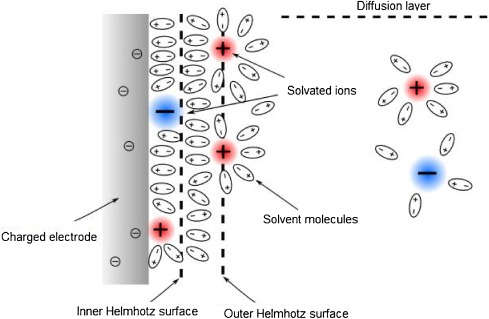 Diffusion layer
Solvated ions
Solvent molecules
Charged electrode
Inner Helmhotz surface
Outer Helmhotz surface